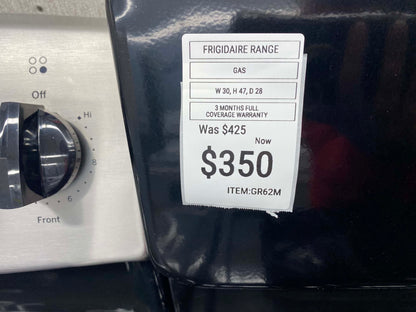 Off
Hi
8
6
Front
FRIGIDAIRE RANGE
GAS
W 30, H 47, D 28
3 MONTHS FULL
COVERAGE WARRANTY
Was $425
Now
$350
ITEM:GR62M